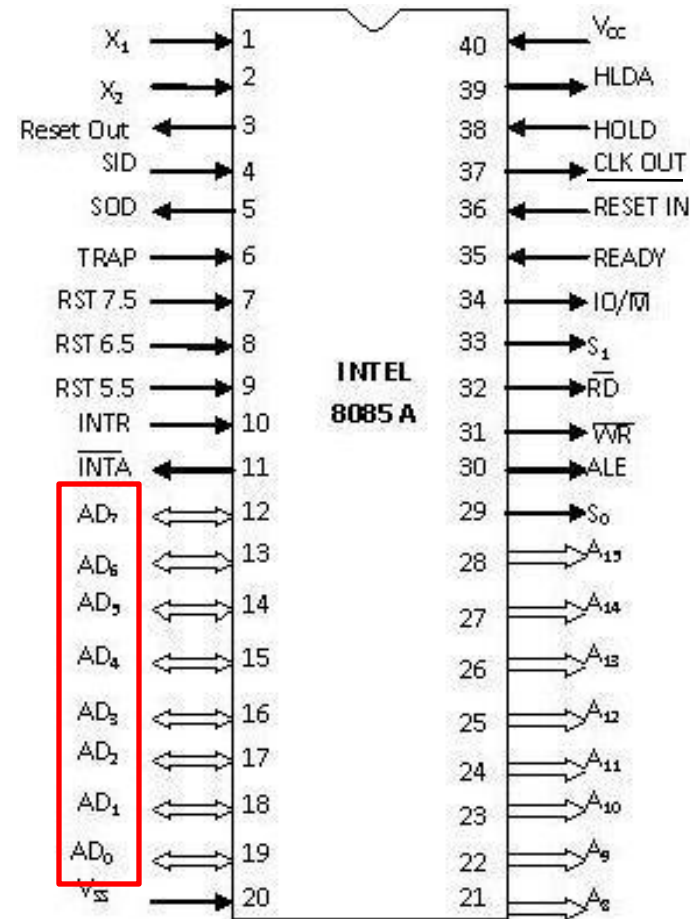 X₁ 1 40 Vcc
X₂ 2 39 HLDA
Reset Out 3 38 HOLD
SID 4 37 CLK OUT
SOD 5 36 RESET IN
TRAP 6 35 READY
RST 7.5 7 34 IO/M̅
RST 6.5 8 33 S₁
RST 5.5 9 32 R̅D̅
INTR 10 31 W̅R̅
I̅N̅T̅A̅ 11 30 ALE
AD₇ 12 29 S₀
AD₆ 13 28 A₁₅
AD₅ 14 27 A₁₄
AD₄ 15 26 A₁₃
AD₃ 16 25 A₁₂
AD₂ 17 24 A₁₁
AD₁ 18 23 A₁₀
AD₀ 19 22 A₉
Vss 20 21 A₈
INTEL
8085 A